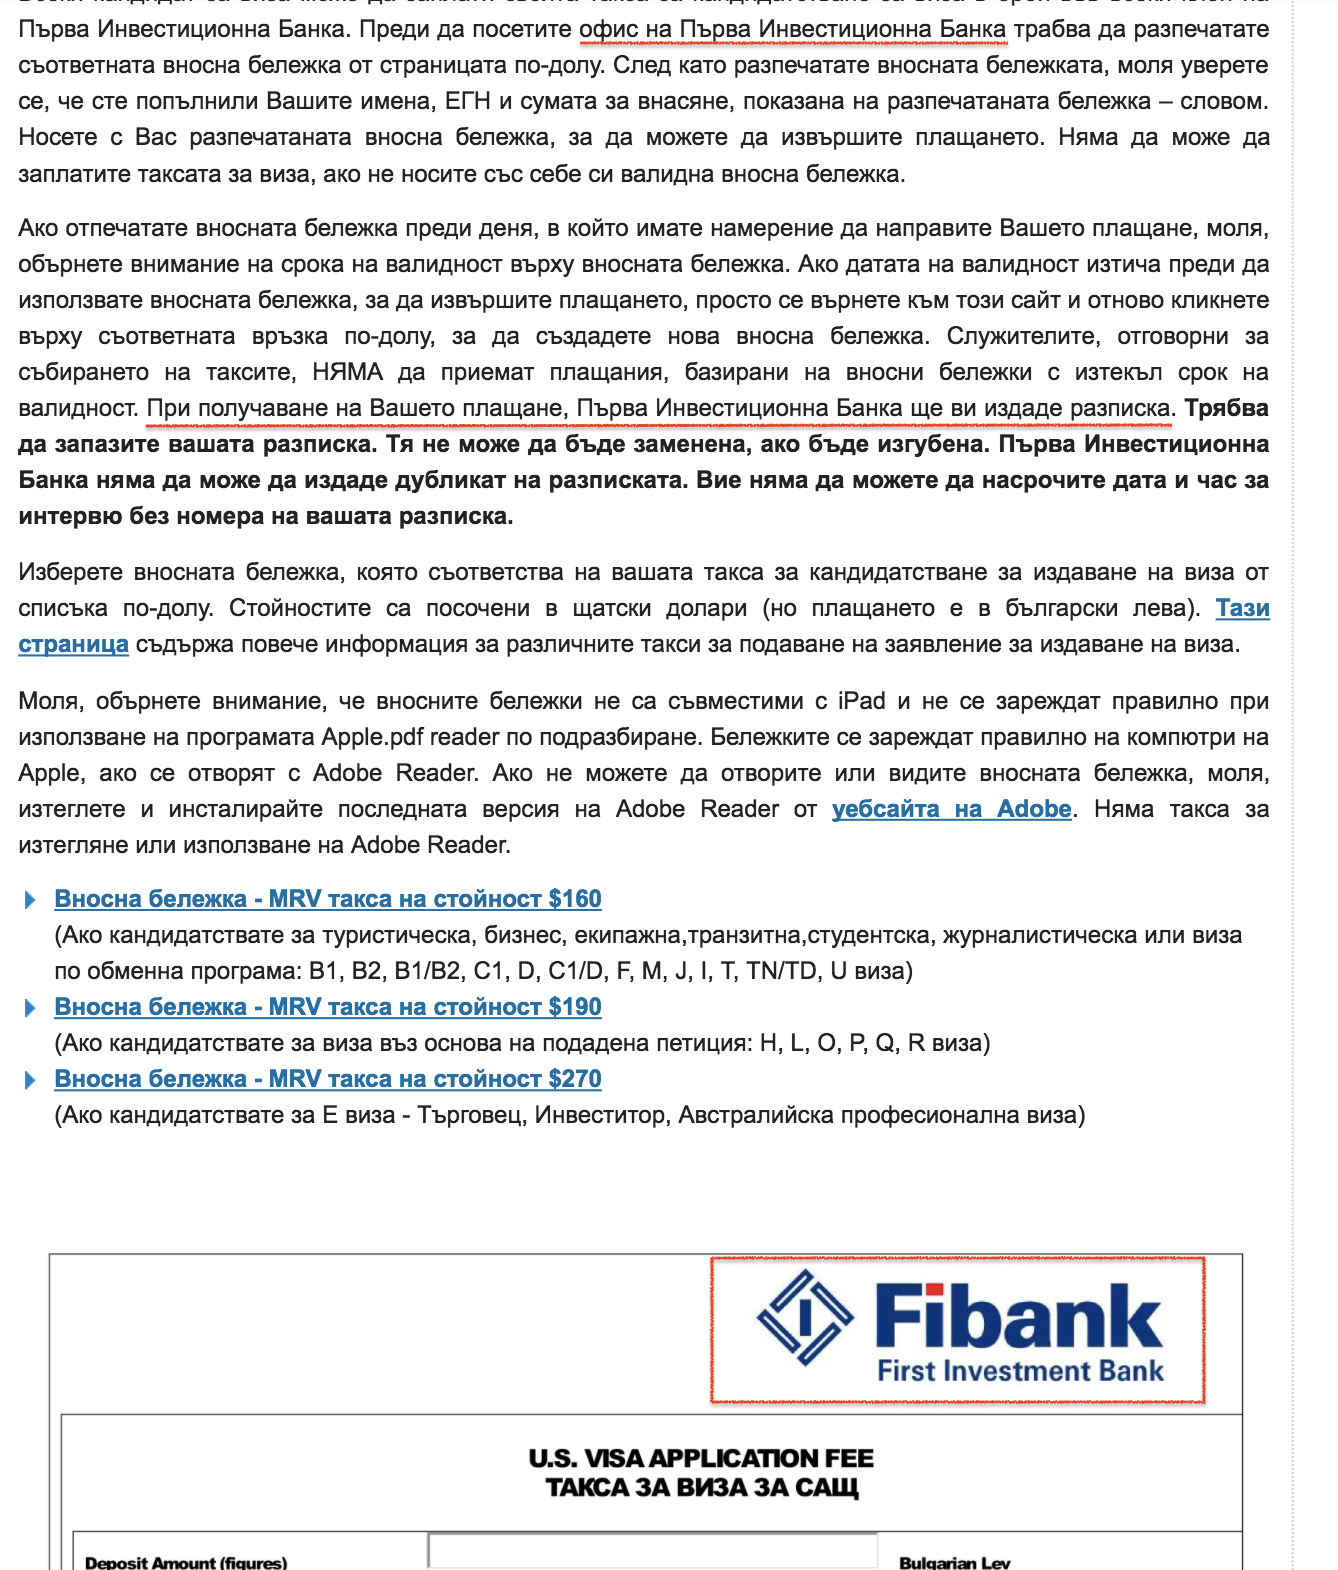 Първа Инвестиционна Банка. Преди да посетите офис на Първа Инвестиционна Банка трабва да разпечатате
съответната вносна бележка от страницата по-долу. След като разпечатате вносната бележката, моля уверете
се, че сте попълнили Вашите имена, ЕГН и сумата за внасяне, показана на разпечатаната бележка – словом.
Носете с Вас разпечатаната вносна бележка, за да можете да извършите плащането. Няма да може да
заплатите таксата за виза, ако не носите със себе си валидна вносна бележка.
Ако отпечатате вносната бележка преди деня, в който имате намерение да направите Вашето плащане, моля,
обърнете внимание на срока на валидност върху вносната бележка. Ако датата на валидност изтича преди да
използвате вносната бележка, за да извършите плащането, просто се върнете към този сайт и отново кликнете
върху съответната връзка по-долу, за да създадете нова вносна бележка. Служителите, отговорни за
събирането на таксите, НЯМА да приемат плащания, базирани на вносни бележки с изтекъл срок на
валидност. При получаване на Вашето плащане, Първа Инвестиционна Банка ще ви издаде разписка. Трябва
да запазите вашата разписка. Тя не може да бъде заменена, ако бъде изгубена. Първа Инвестиционна
Банка няма да може да издаде дубликат на разписката. Вие няма да можете да насрочите дата и час за
интервю без номера на вашата разписка.
Изберете вносната бележка, която съответства на вашата такса за кандидатстване за издаване на виза от
списъка по-долу. Стойностите са посочени в щатски долари (но плащането е в български лева). Тази
страница съдържа повече информация за различните такси за подаване на заявление за издаване на виза.
Моля, обърнете внимание, че вносните бележки не са съвместими с iPad и не се зареждат правилно при
използване на програмата Apple.pdf reader по подразбиране. Бележките се зареждат правилно на компютри на
Apple, ако се отворят с Adobe Reader. Ако не можете да отворите или видите вносната бележка, моля,
изтеглете и инсталирайте последната версия на Adobe Reader от уебсайта на Adobe. Няма такса за
изтегляне или използване на Adobe Reader.
Вносна бележка - MRV такса на стойност $160
(Ако кандидатствате за туристическа, бизнес, екипажна,транзитна,студентска, журналистическа или виза
по обменна програма: B1, B2, B1/B2, C1, D, C1/D, F, M, J, I, T, TN/TD, U виза)
Вносна бележка - MRV такса на стойност $190
(Ако кандидатствате за виза въз основа на подадена петиция: H, L, O, P, Q, R виза)
Вносна бележка - MRV такса на стойност $270
(Ако кандидатствате за E виза - Търговец, Инвеститор, Австралийска професионална виза)
Fibank
First Investment Bank
U.S. VISA APPLICATION FEE
ТАКСА ЗА ВИЗА ЗА САЩ
Deposit Amount (figures) Bulgarian Lev